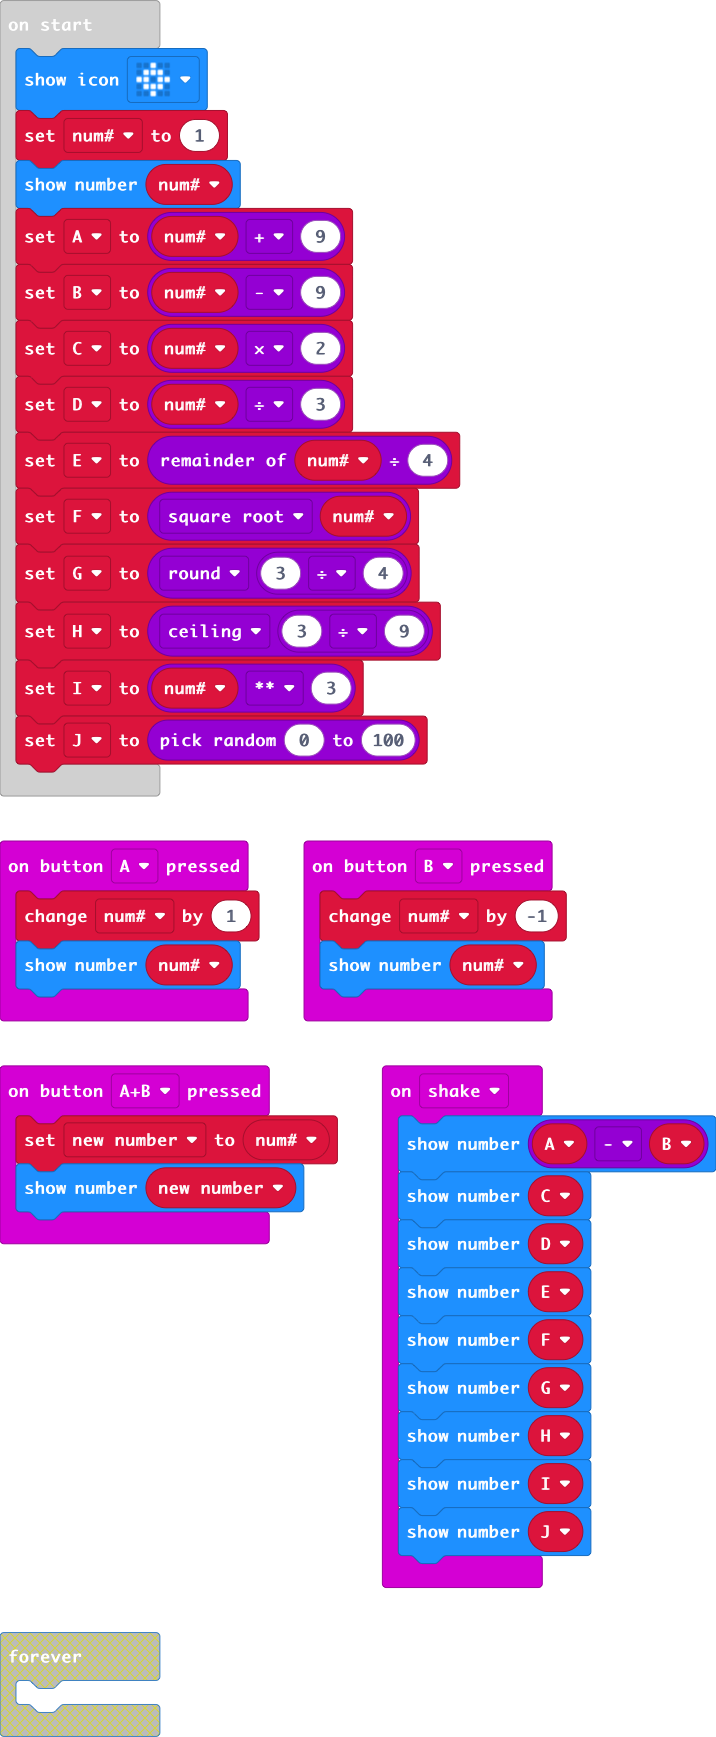 on start
show icon
set num# to 1
show number num#
set A to num# + 9
set B to num# - 9
set C to num# × 2
set D to num# ÷ 3
set E to remainder of num# ÷ 4
set F to square root num#
set G to round 3 ÷ 4
set H to ceiling 3 ÷ 9
set I to num# ** 3
set J to pick random 0 to 100
on button A pressed
change num# by 1
show number num#
on button B pressed
change num# by -1
show number num#
on button A+B pressed
set new number to num#
show number new number
on shake
show number A - B
show number C
show number D
show number E
show number F
show number G
show number H
show number I
show number J
forever